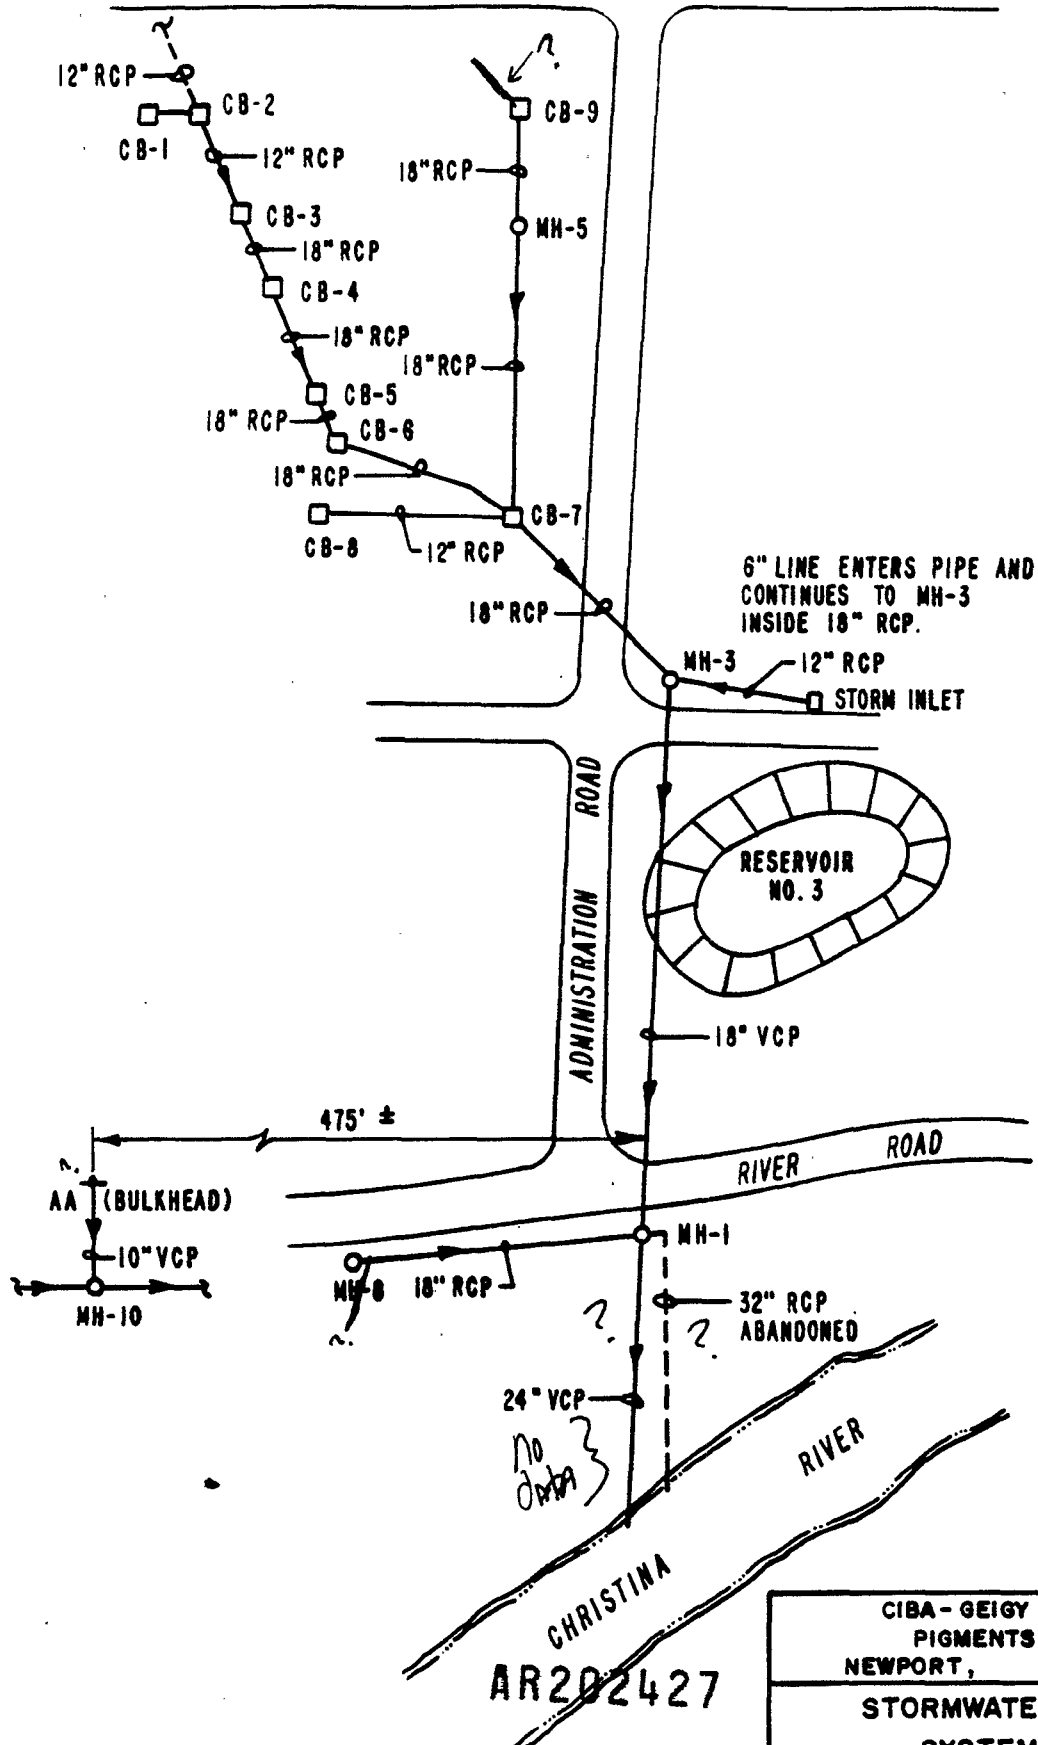 ?
12" RCP
CB-2
CB-1
12" RCP
?
CB-9
18" RCP
CB-3
MH-5
18" RCP
CB-4
18" RCP
18" RCP
CB-5
18" RCP
CB-6
18" RCP
CB-7
CB-8
12" RCP
6" LINE ENTERS PIPE AND
CONTINUES TO MH-3
INSIDE 18" RCP.
18" RCP
MH-3
12" RCP
STORM INLET
ADMINISTRATION ROAD
RESERVOIR
NO. 3
18" VCP
475' ±
RIVER ROAD
?
AA (BULKHEAD)
10" VCP
MH-10
MH-1
MH-8
18" RCP
?
32" RCP
ABANDONED
?
?
24" VCP
no
data
CHRISTINA RIVER
AR202427
CIBA-GEIGY
PIGMENTS
NEWPORT,
STORMWATE
SYSTEM